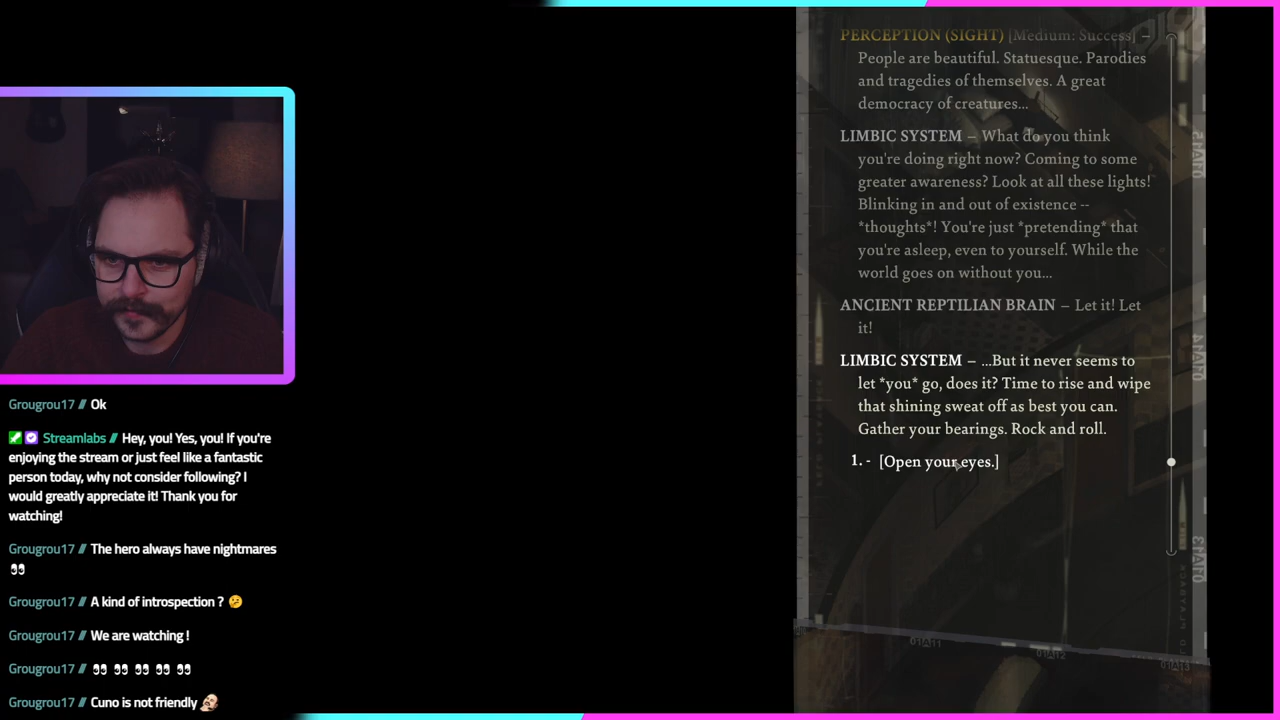 PERCEPTION (SIGHT) [Medium: Success] –
People are beautiful. Statuesque. Parodies
and tragedies of themselves. A great
democracy of creatures...
LIMBIC SYSTEM – What do you think
you're doing right now? Coming to some
greater awareness? Look at all these lights!
Blinking in and out of existence --
*thoughts*! You're just *pretending* that
you're asleep, even to yourself. While the
world goes on without you...
ANCIENT REPTILIAN BRAIN – Let it! Let
it!
LIMBIC SYSTEM – ...But it never seems to
let *you* go, does it? Time to rise and wipe
that shining sweat off as best you can.
Gather your bearings. Rock and roll.
1. - [Open your eyes.]
Grougrou17 // Ok
Streamlabs // Hey, you! Yes, you! If you're
enjoying the stream or just feel like a fantastic
person today, why not consider following? I
would greatly appreciate it! Thank you for
watching!
Grougrou17 // The hero always have nightmares
👀
Grougrou17 // A kind of introspection ? 🤔
Grougrou17 // We are watching !
Grougrou17 // 👀 👀 👀 👀 👀
Grougrou17 // Cuno is not friendly